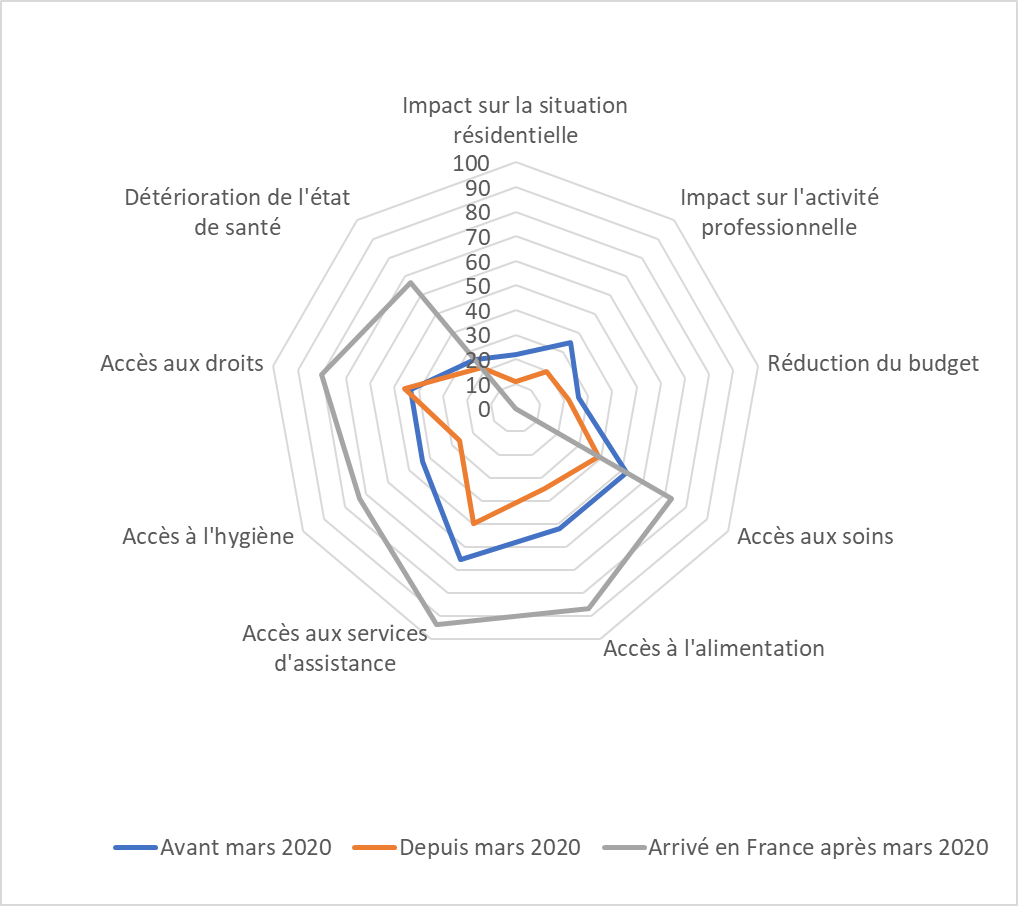 Impact sur la situation
résidentielle
Impact sur l'activité
professionnelle
Réduction du budget
Accès aux soins
Accès à l'alimentation
Accès aux services
d'assistance
Accès à l'hygiène
Accès aux droits
Détérioration de l'état
de santé
100
90
80
70
60
50
40
30
20
10
0
Avant mars 2020
Depuis mars 2020
Arrivé en France après mars 2020